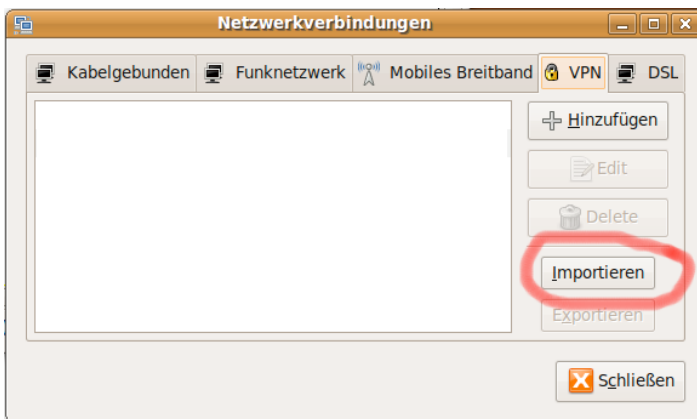 Netzwerkverbindungen
Kabelgebunden Funknetzwerk Mobiles Breitband VPN DSL
Hinzufügen
Edit
Delete
Importieren
Exportieren
Schließen